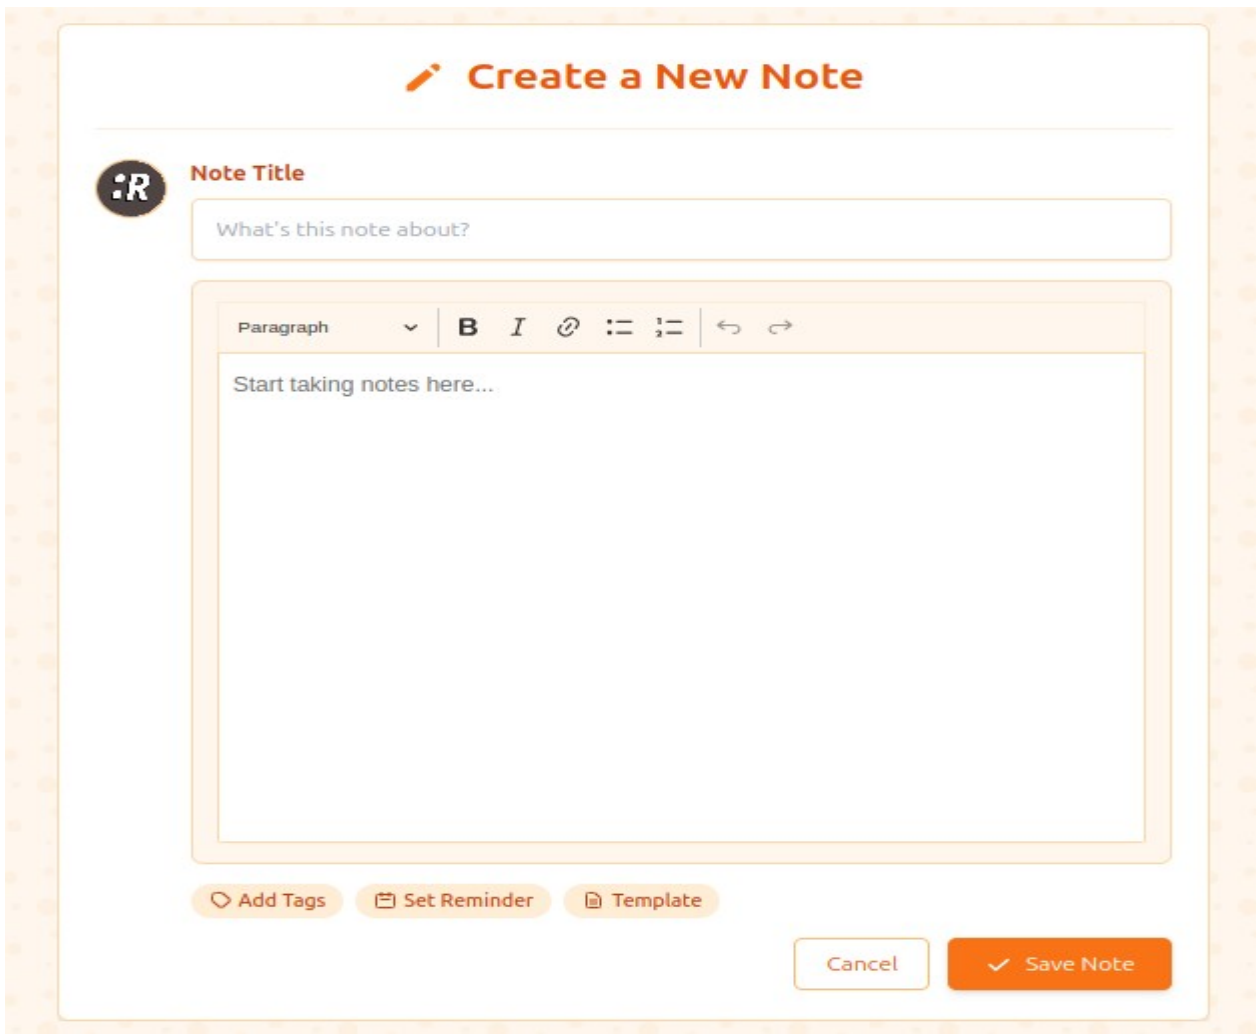 Create a New Note
:R
Note Title
What's this note about?
Paragraph B I
Start taking notes here...
Add Tags Set Reminder Template
Cancel Save Note